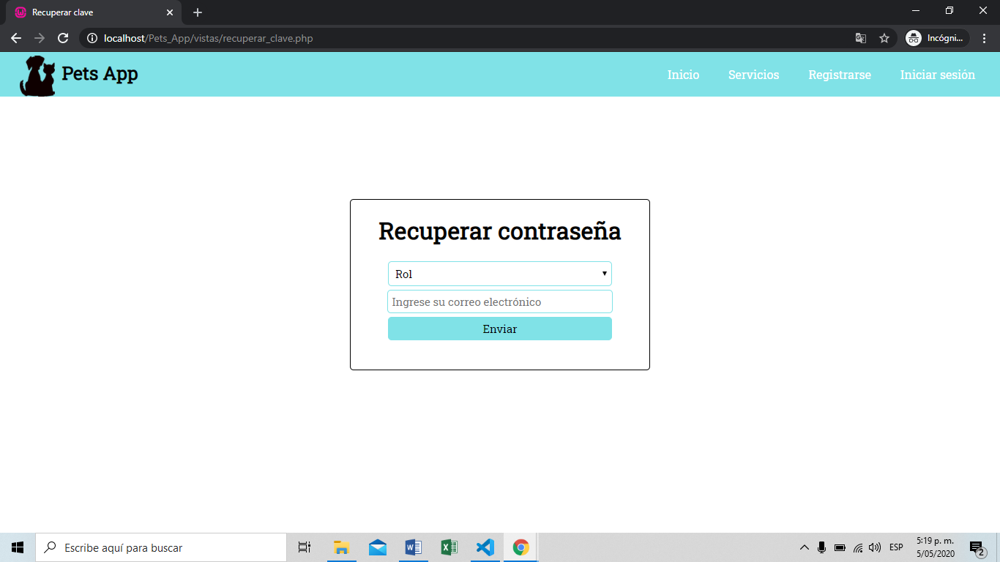 Recuperar clave
localhost/Pets_App/vistas/recuperar_clave.php
Incógni...
Pets App
Inicio
Servicios
Registrarse
Iniciar sesión
Recuperar contraseña
Rol
Ingrese su correo electrónico
Enviar
Escribe aquí para buscar
ESP
5:19 p. m.
5/05/2020
2